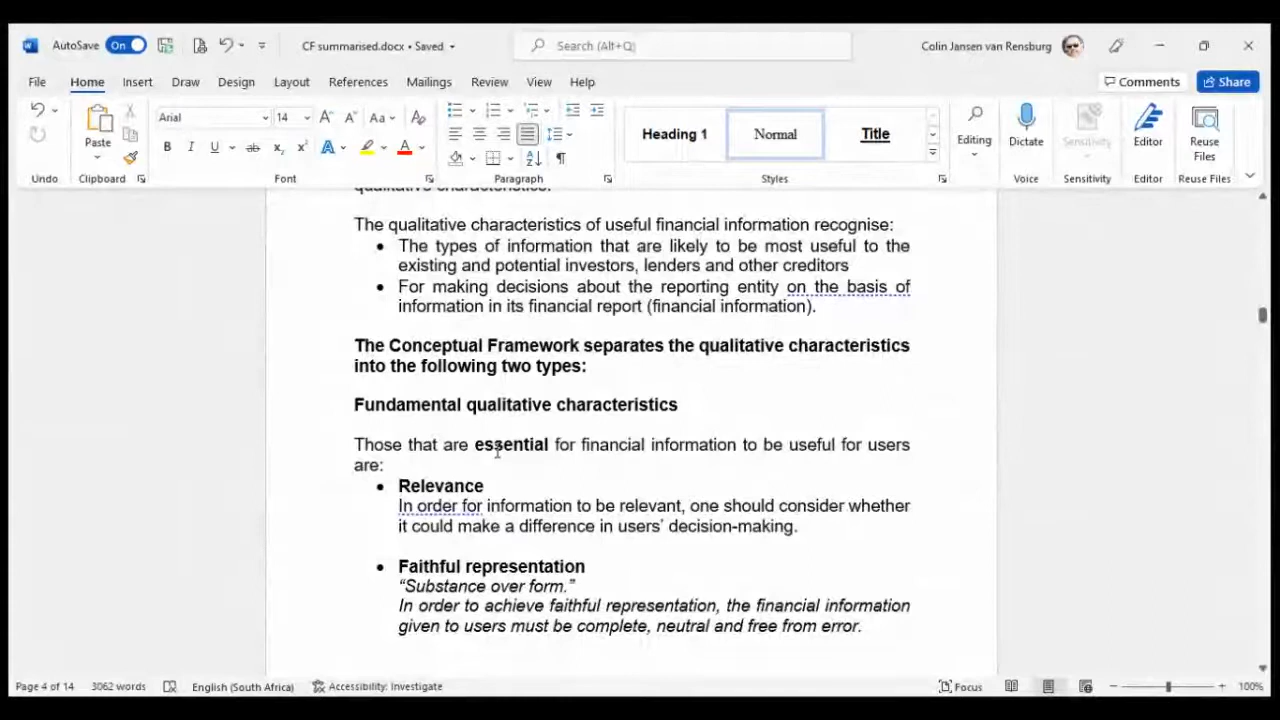 AutoSave On CF summarised.docx • Saved Search (Alt+Q) Colin Jansen van Rensburg
File Home Insert Draw Design Layout References Mailings Review View Help Comments Share
Arial 14 Aa Heading 1 Normal Title
Paste B I U ab x₂ x² A A Editing Dictate Sensitivity Editor Reuse Files
Undo Clipboard Font Paragraph Styles Voice Sensitivity Editor Reuse Files
qualitative characteristics.
The qualitative characteristics of useful financial information recognise:
• The types of information that are likely to be most useful to the
existing and potential investors, lenders and other creditors
• For making decisions about the reporting entity on the basis of
information in its financial report (financial information).
The Conceptual Framework separates the qualitative characteristics
into the following two types:
Fundamental qualitative characteristics
Those that are essential for financial information to be useful for users
are:
• Relevance
In order for information to be relevant, one should consider whether
it could make a difference in users’ decision-making.
• Faithful representation
“Substance over form.”
In order to achieve faithful representation, the financial information
given to users must be complete, neutral and free from error.
Page 4 of 14 3062 words English (South Africa) Accessibility: Investigate Focus 100%